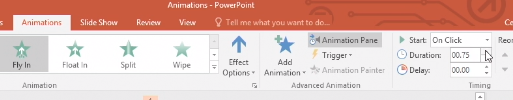 Animations - PowerPoint
Animations Slide Show Review View Tell me what you want to do...
Fly In Float In Split Wipe
Effect Options
Add Animation
Animation Pane
Trigger
Animation Painter
Start: On Click
Duration: 00.75
Delay: 00.00
Animation Advanced Animation Timing